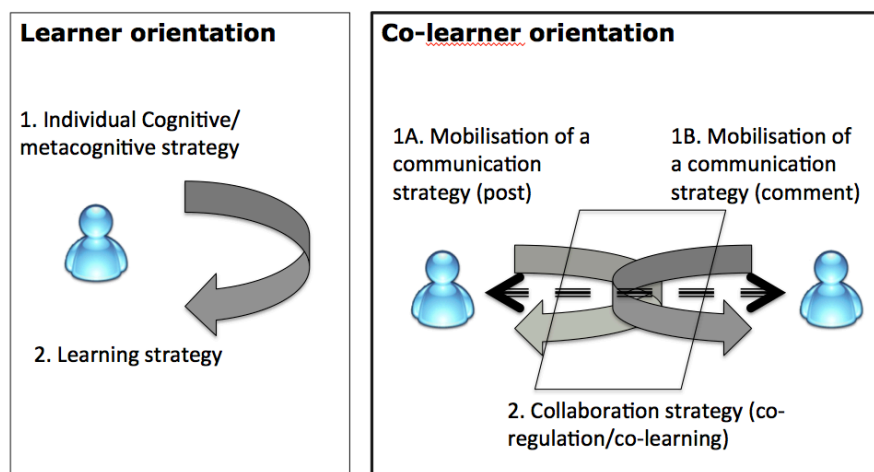 Learner orientation
1. Individual Cognitive/
metacognitive strategy
2. Learning strategy
Co-learner orientation
1A. Mobilisation of a
communication
strategy (post)
1B. Mobilisation of
a communication
strategy (comment)
2. Collaboration strategy (co-
regulation/co-learning)